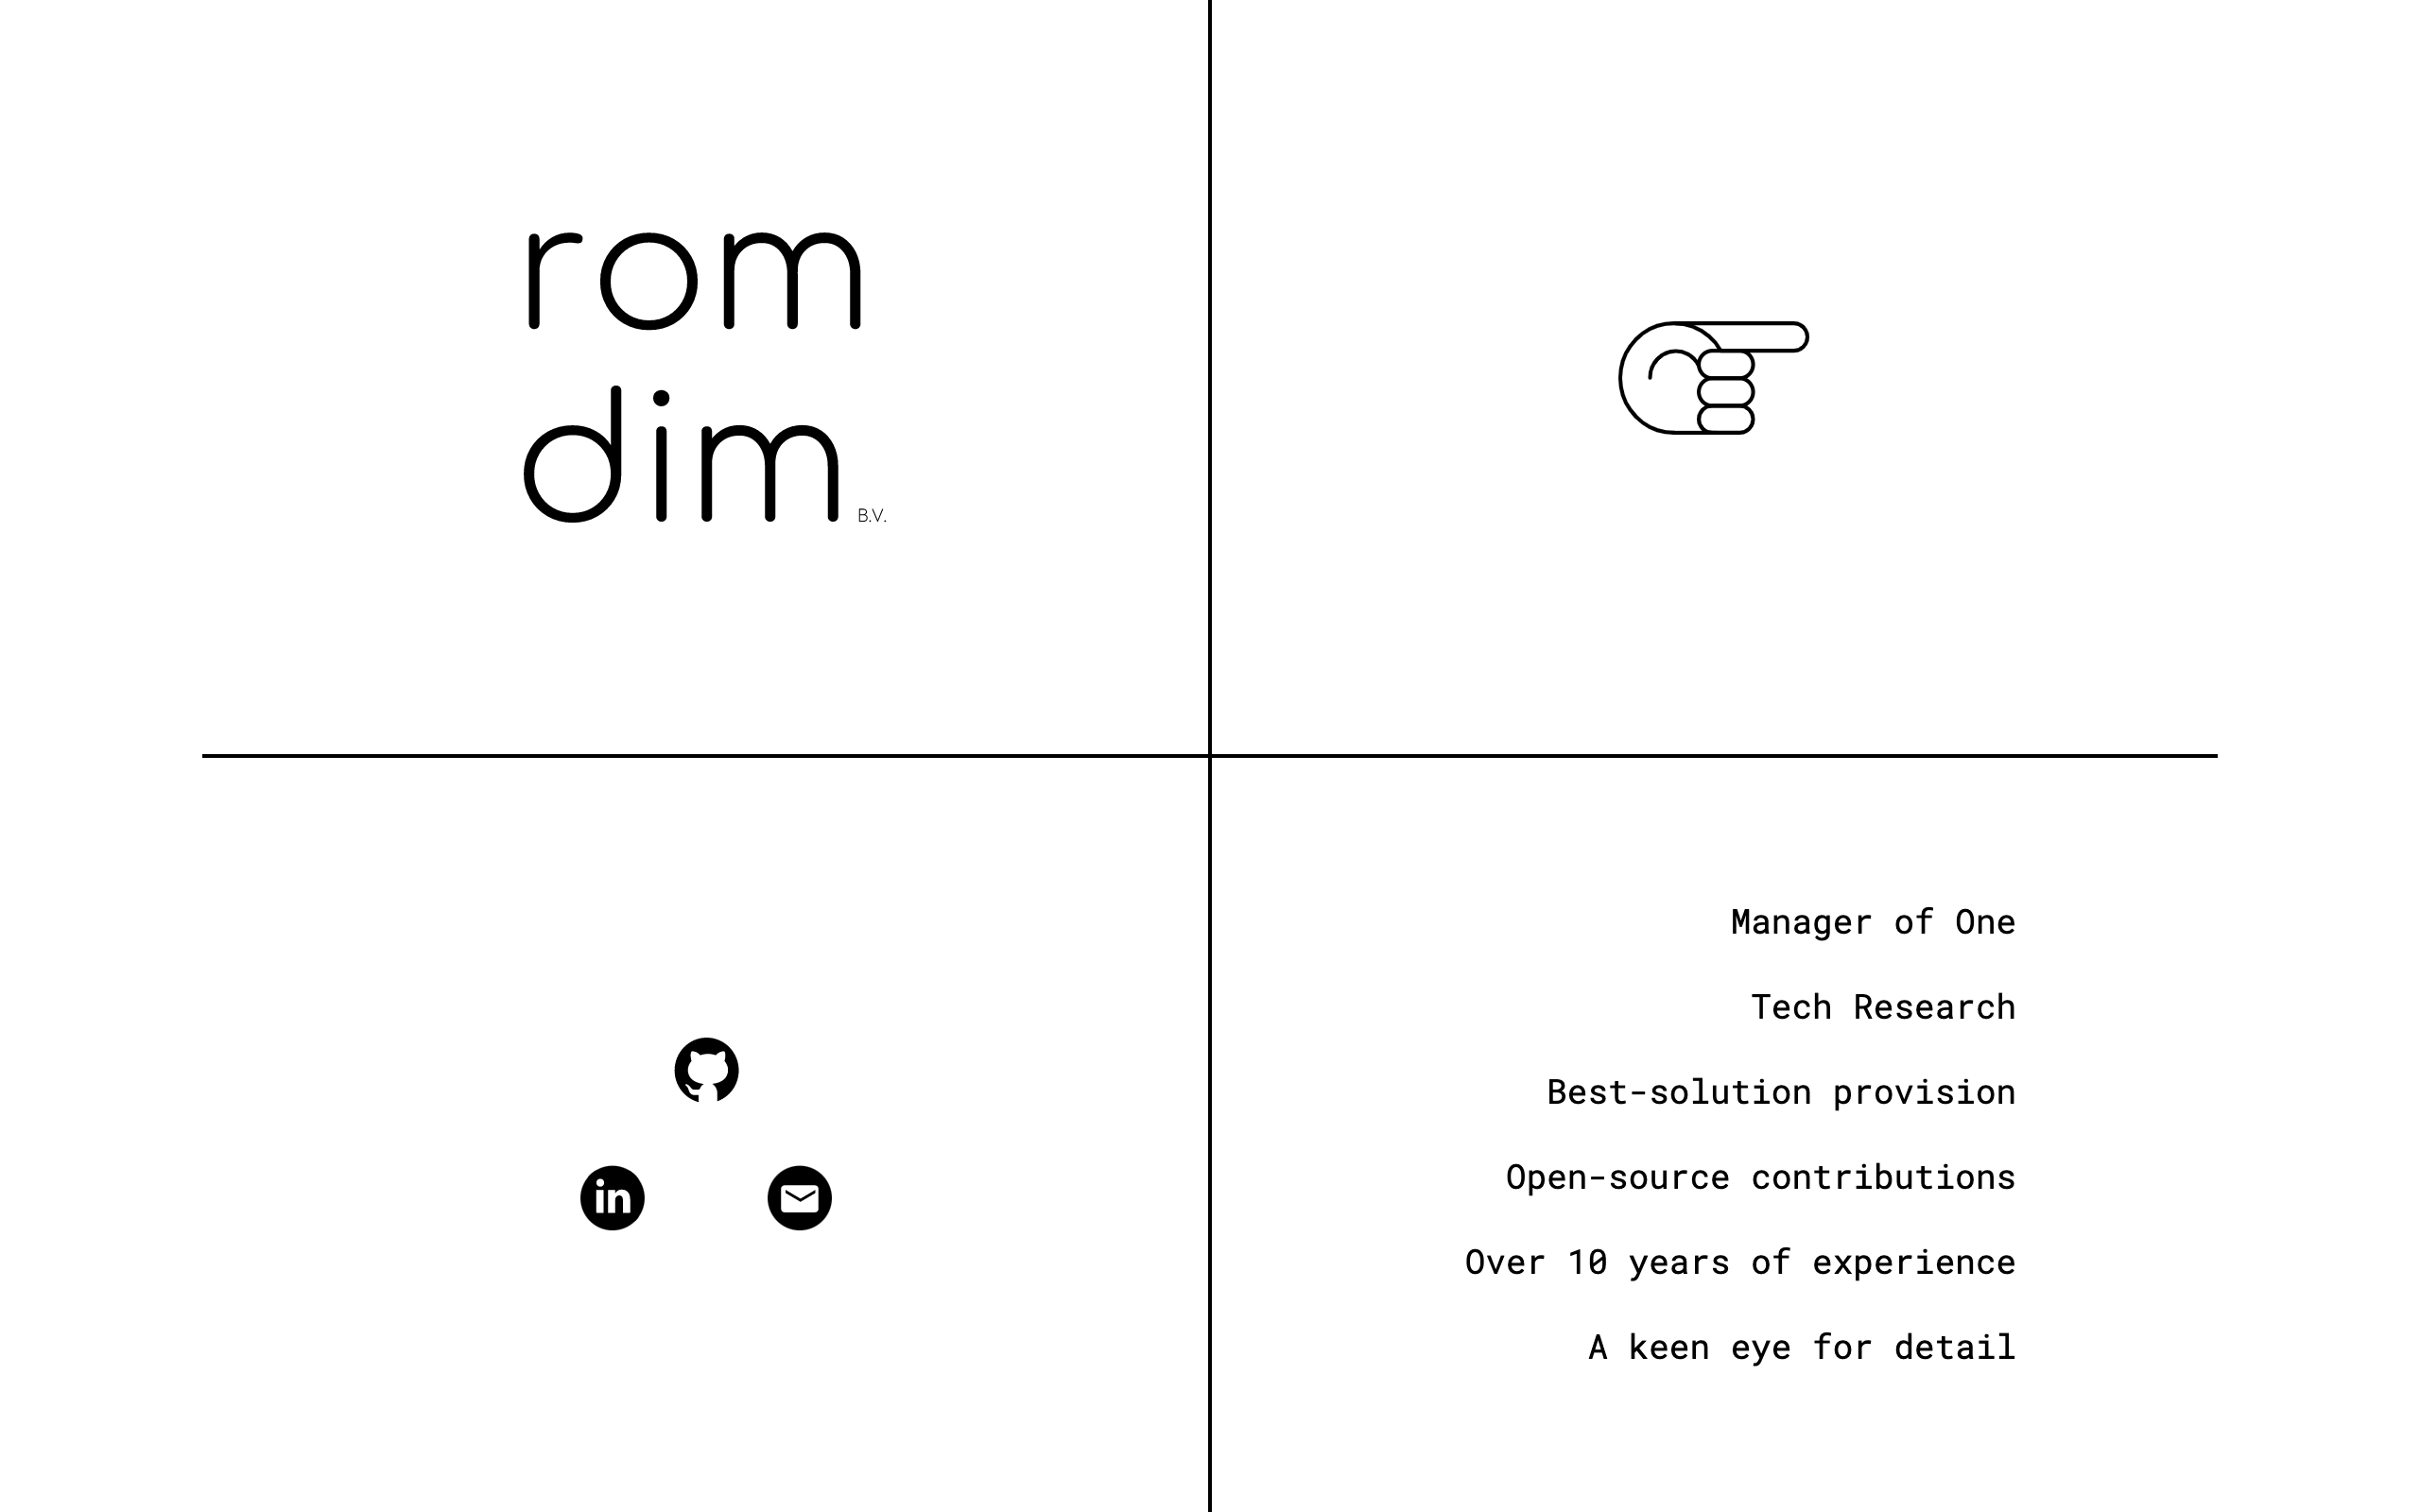 rom
dim B.V.
in
Manager of One
Tech Research
Best-solution provision
Open-source contributions
Over 10 years of experience
A keen eye for detail